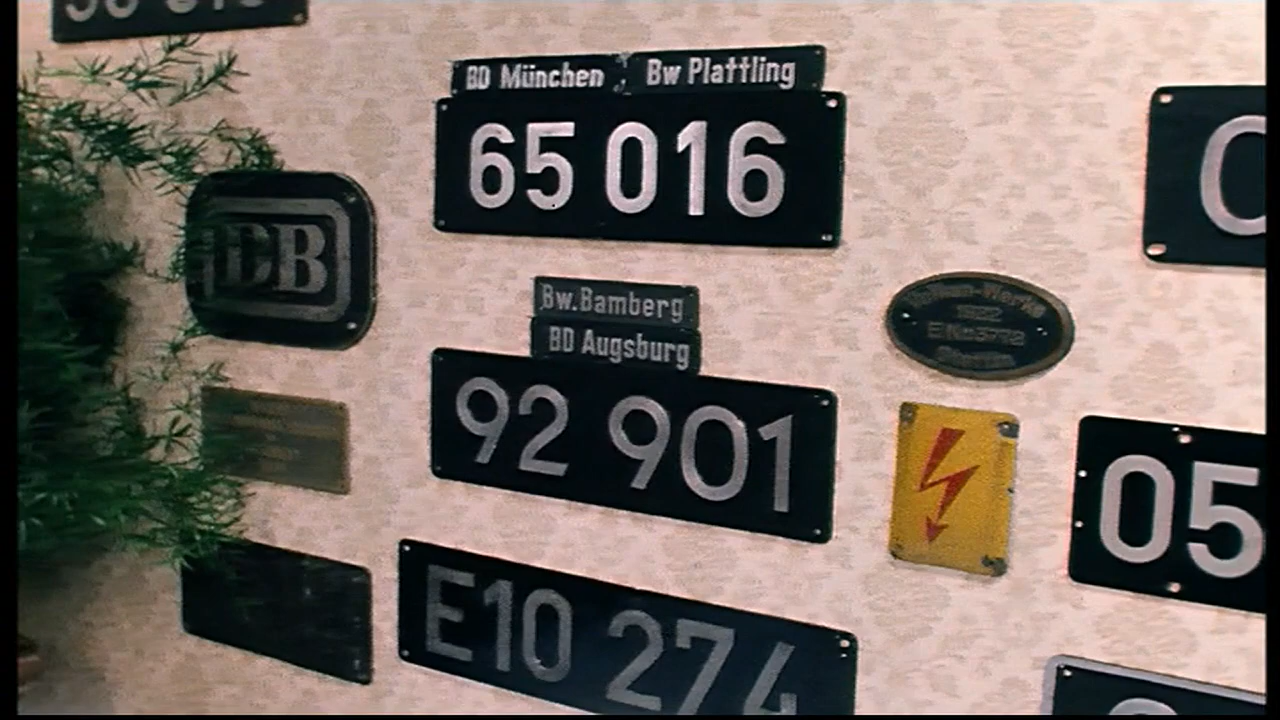 BD München Bw Plattling
65 016
DB
Bw.Bamberg
BD Augsburg
92 901
05
E10 274